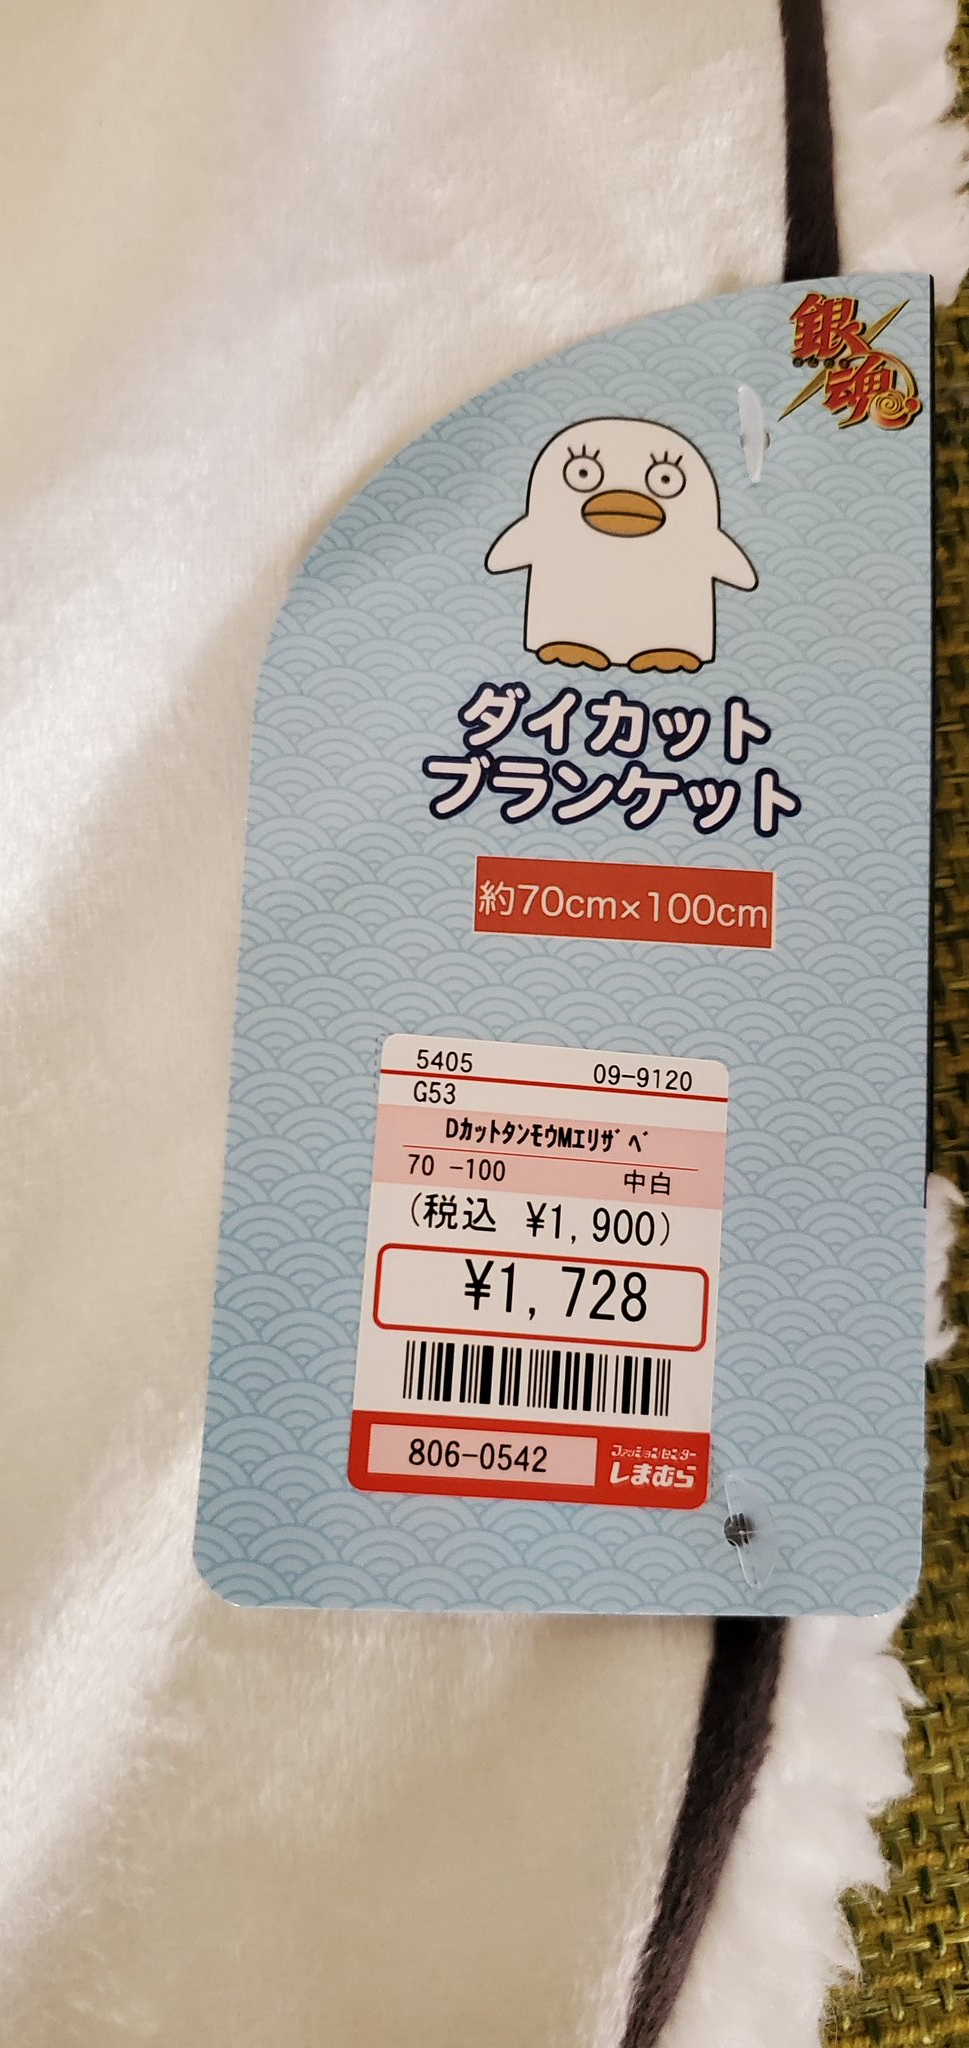 銀魂
ダイカット
ブランケット
約70cm×100cm
5405 09-9120
G53
DカットタンモウMエリザベ
70 -100 中白
(税込 ¥1,900)
¥1,728
806-0542
ファッションセンター
しまむら